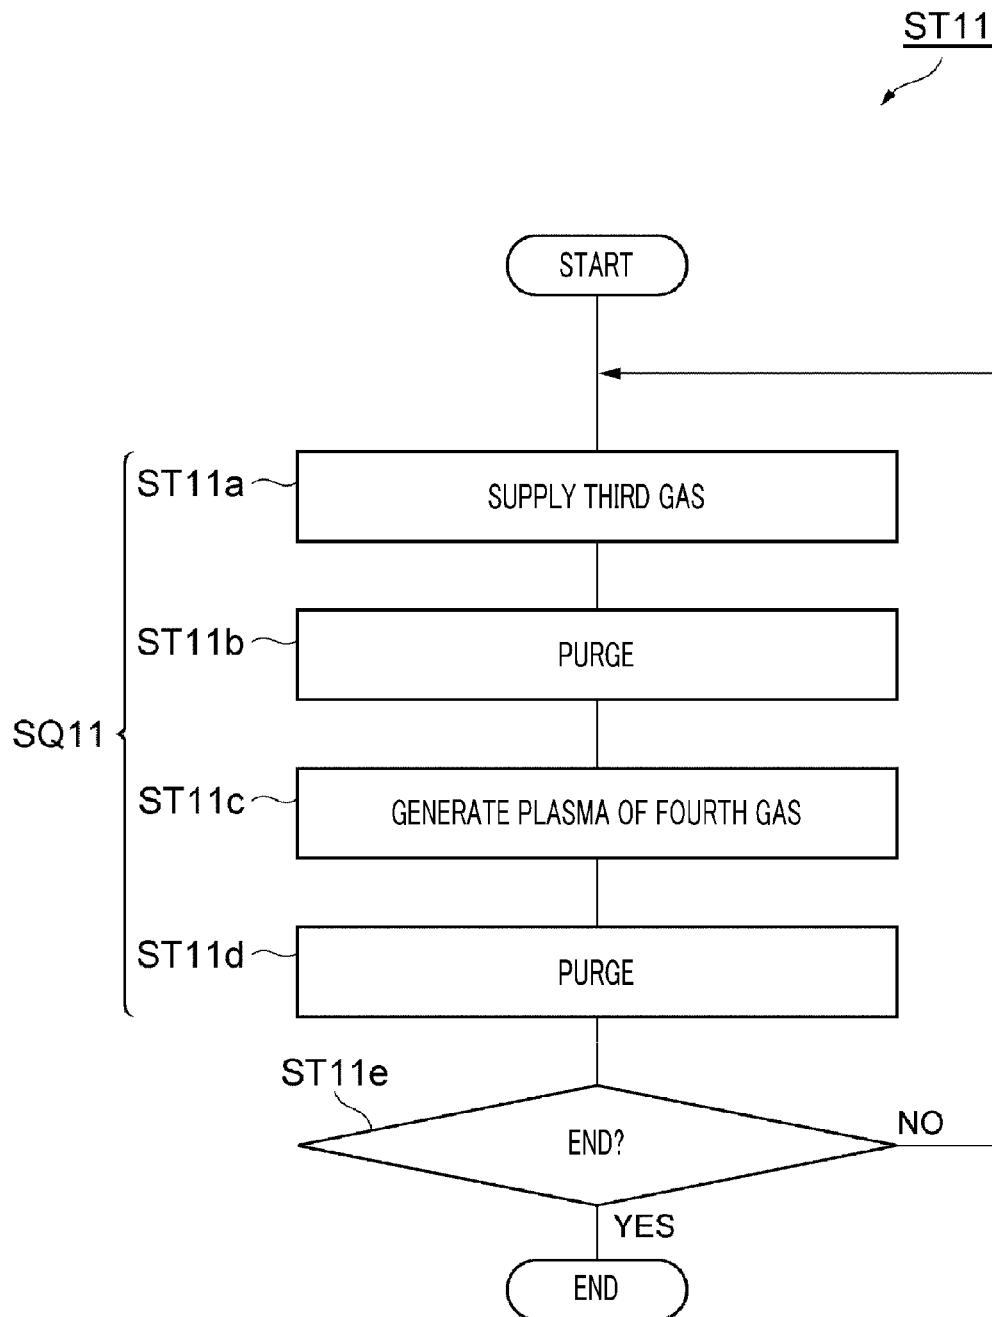 ST11
START
ST11a
SUPPLY THIRD GAS
ST11b
PURGE
SQ11
ST11c
GENERATE PLASMA OF FOURTH GAS
ST11d
PURGE
ST11e
END?
NO
YES
END